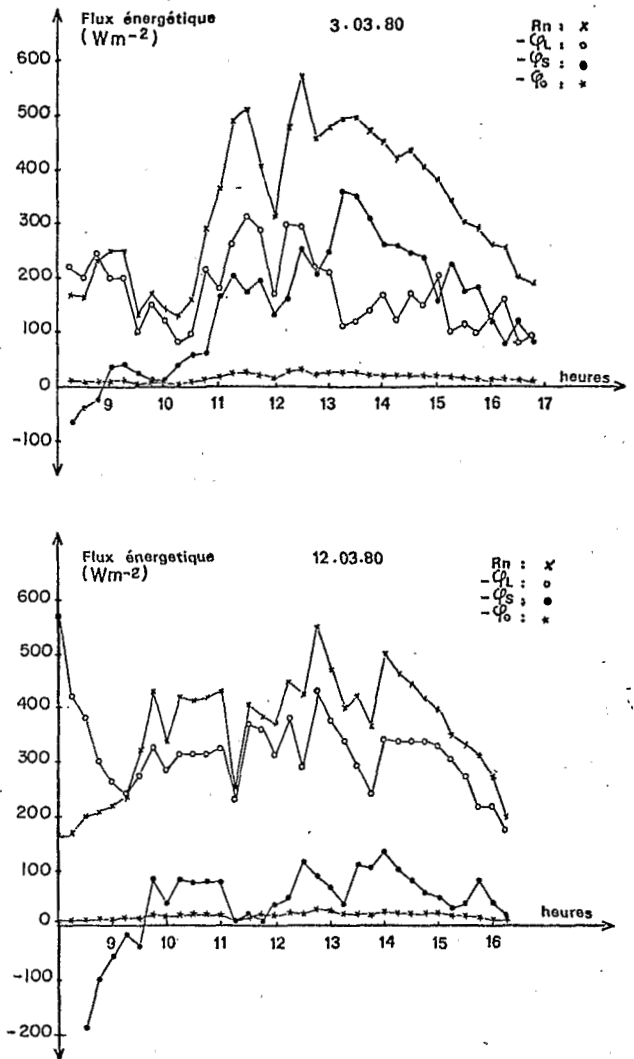 Flux énergétique
(Wm-2)
3.03.80
Rn : x
-φL : o
-φS : •
-φo : *
600
500
400
300
200
100
0
-100
9 10 11 12 13 14 15 16 17
heures
Flux énergetique
(Wm-2)
12.03.80
Rn : x
-φL : o
-φS : •
-φo : *
600
500
400
300
200
100
0
-100
-200
9 10 11 12 13 14 15 16
heures